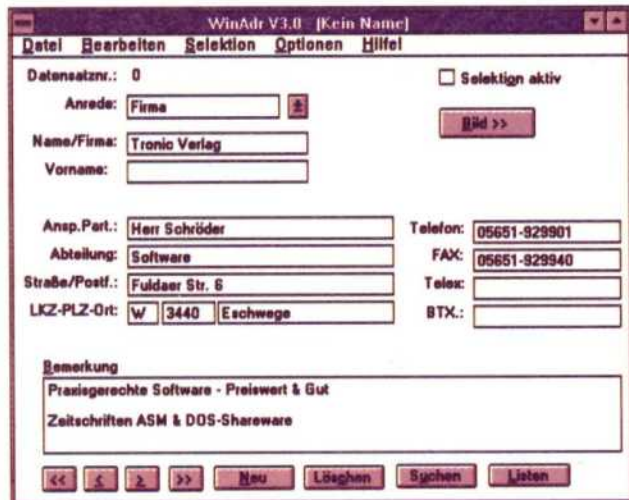 WinAdr V3.0 [Kein Name]
Datei Bearbeiten Selektion Optionen Hilfe!
Datensatznr.: 0
Selektion aktiv
Anrede: Firma
Bild >>
Name/Firma: Tronic Verlag
Vorname:
Ansp.Part.: Herr Schröder
Telefon: 05651-929901
Abteilung: Software
FAX: 05651-929940
Straße/Postf.: Fuldaer Str. 6
Telex:
LKZ-PLZ-Ort: W 3440 Eschwege
BTX.:
Bemerkung
Praxisgerechte Software - Preiswert & Gut
Zeitschriften ASM & DOS-Shareware
<< < > >> Neu Löschen Suchen Listen